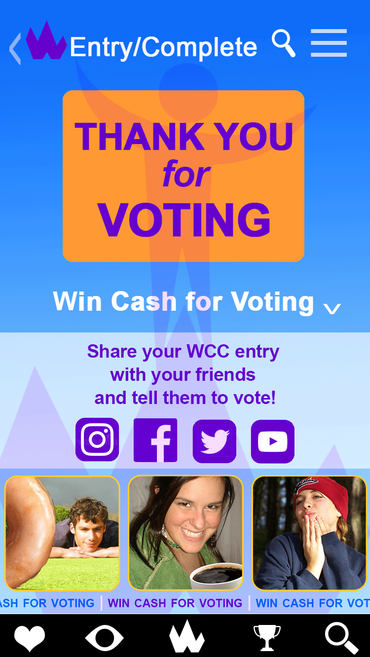 Entry/Complete
THANK YOU
for
VOTING
Win Cash for Voting
Share your WCC entry
with your friends
and tell them to vote!
ASH FOR VOTING | WIN CASH FOR VOTING | WIN CASH FOR VOT